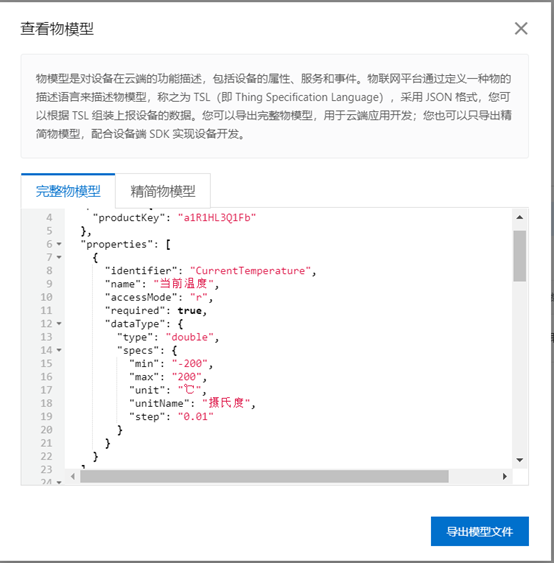 查看物模型
物模型是对设备在云端的功能描述，包括设备的属性、服务和事件。物联网平台通过定义一种物的
描述语言来描述物模型，称之为 TSL（即 Thing Specification Language），采用 JSON 格式，您可
以根据 TSL 组装上报设备的数据。您可以导出完整物模型，用于云端应用开发；您也可以只导出精
简物模型，配合设备端 SDK 实现设备开发。
完整物模型 精简物模型
4 "productKey": "a1R1HL3Q1Fb"
5 },
6 "properties": [
7 {
8 "identifier": "CurrentTemperature",
9 "name": "当前温度",
10 "accessMode": "r",
11 "required": true,
12 "dataType": {
13 "type": "double",
14 "specs": {
15 "min": "-200",
16 "max": "200",
17 "unit": "℃",
18 "unitName": "摄氏度",
19 "step": "0.01"
20 }
21 }
22 }
23 ]
24
导出模型文件